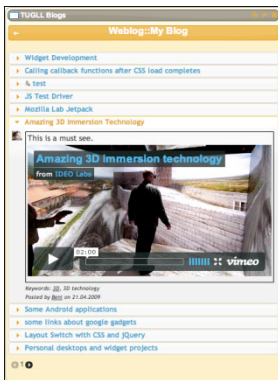 TUGLL Blogs
Weblog::My Blog
Widget Development
Calling callback functions after CSS load completes
& test
JS Test Driver
Mozilla Lab Jetpack
Amazing 3D Immersion Technology
This is a must see.
Amazing 3D Immersion technology
from IDEO Labs
02:00
vimeo
Keywords: 3D, 3D technology
Posted by Beni on 21.04.2009
Some Android applications
some links about google gadgets
Layout Switch with CSS and jQuery
Personal desktops and widget projects
1